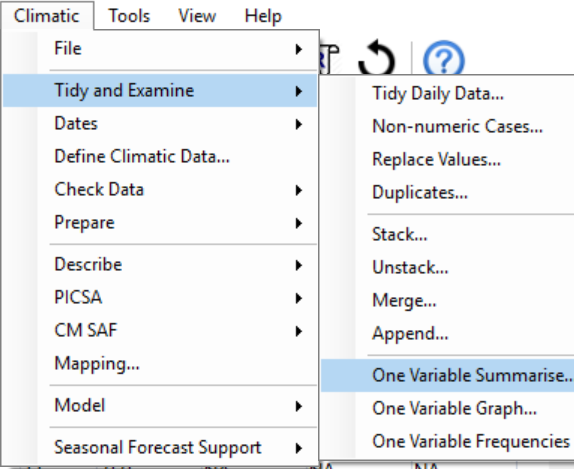 Climatic Tools View Help
File
Tidy and Examine
Dates
Define Climatic Data...
Check Data
Prepare
Describe
PICSA
CM SAF
Mapping...
Model
Seasonal Forecast Support
Tidy Daily Data...
Non-numeric Cases...
Replace Values...
Duplicates...
Stack...
Unstack...
Merge...
Append...
One Variable Summarise..
One Variable Graph...
One Variable Frequencies